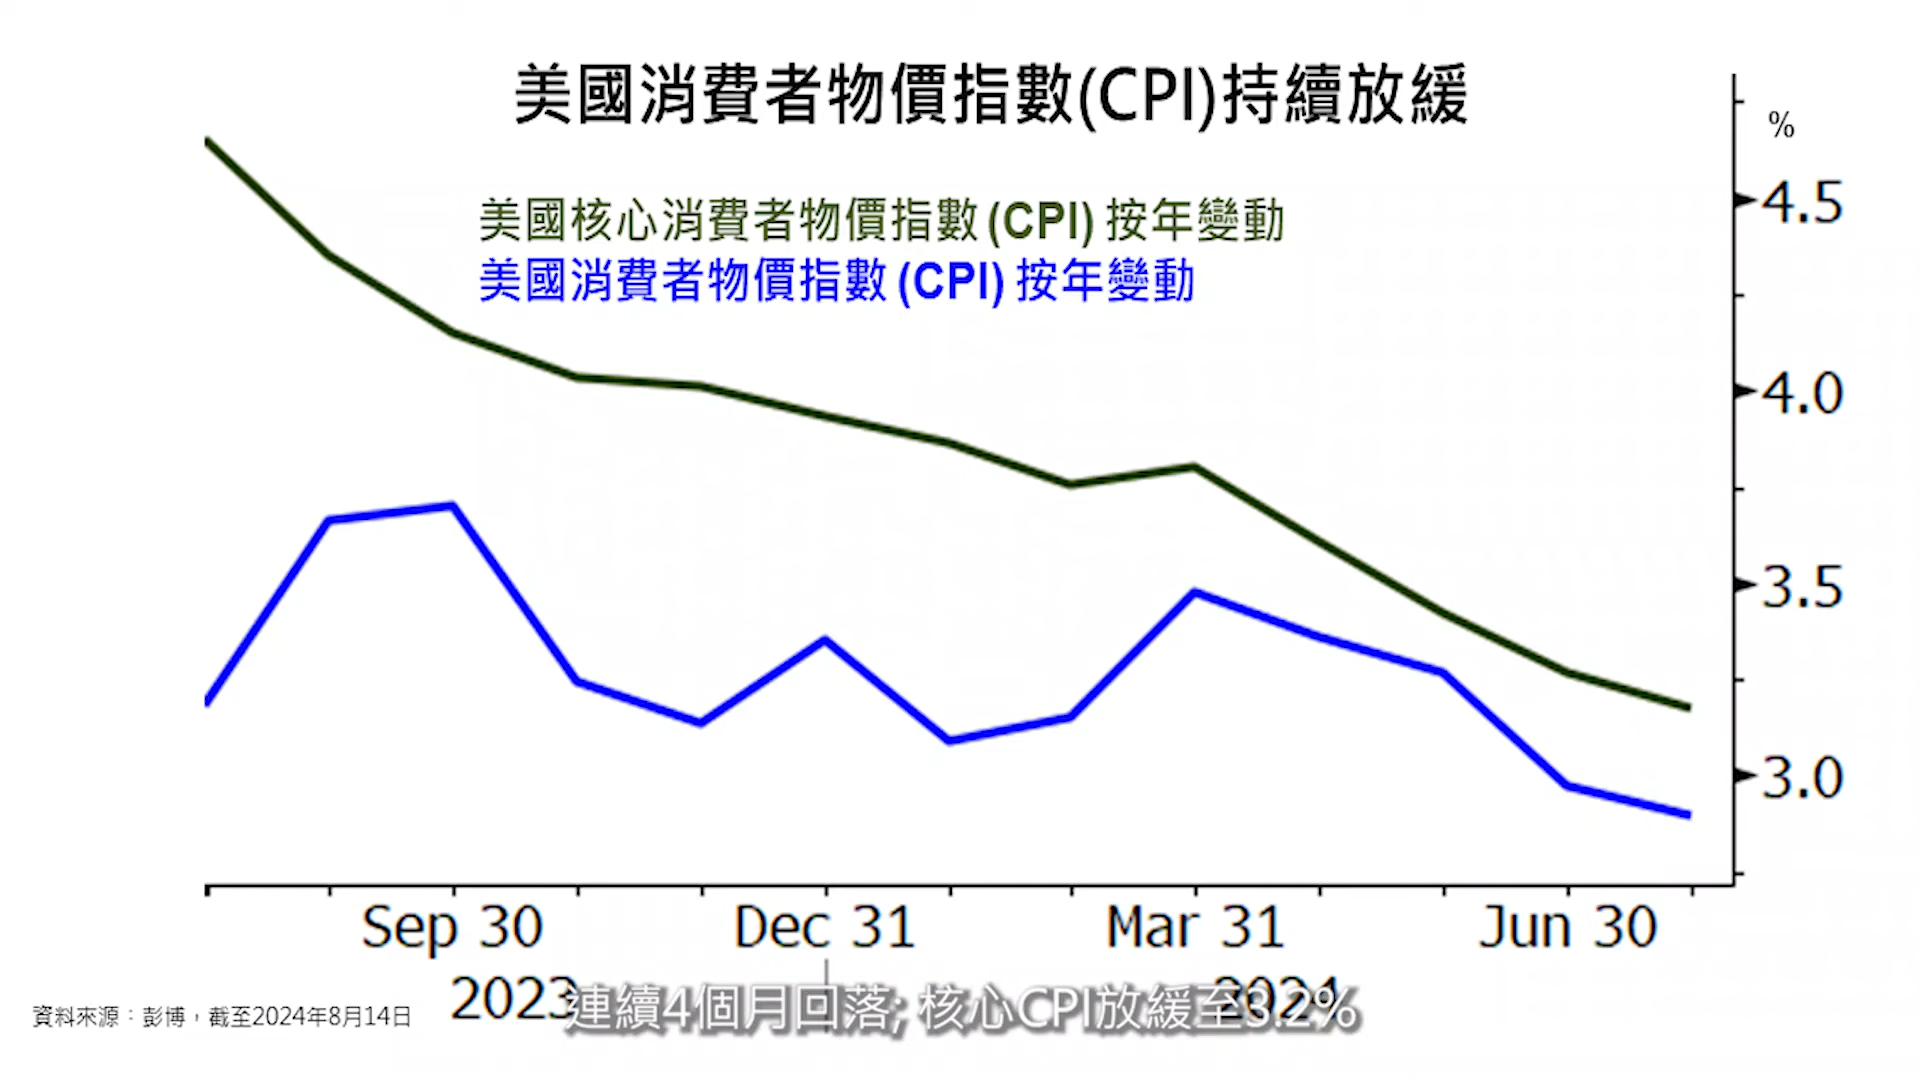 美國消費者物價指數(CPI)持續放緩
%
美國核心消費者物價指數 (CPI) 按年變動
美國消費者物價指數 (CPI) 按年變動
4.5
4.0
3.5
3.0
Sep 30
Dec 31
Mar 31
Jun 30
2023
2024
資料來源：彭博，截至2024年8月14日
連續4個月回落; 核心CPI放緩至3.2%